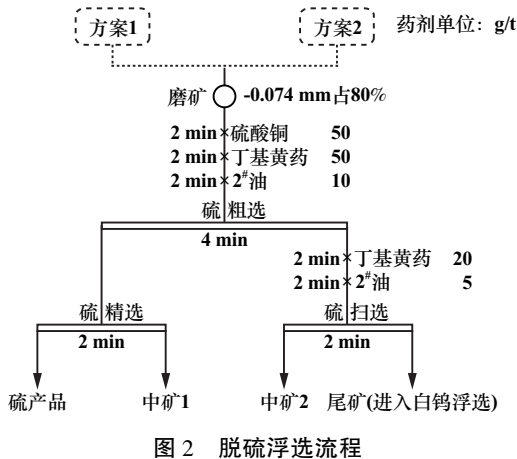 方案1 方案2 药剂单位：g/t
磨矿 -0.074 mm占80%
2 min × 硫酸铜 50
2 min × 丁基黄药 50
2 min × 2#油 10
硫 粗选
4 min
2 min × 丁基黄药 20
2 min × 2#油 5
硫 精选 硫 扫选
2 min 2 min
硫产品 中矿1 中矿2 尾矿(进入白钨浮选)
图 2 脱硫浮选流程